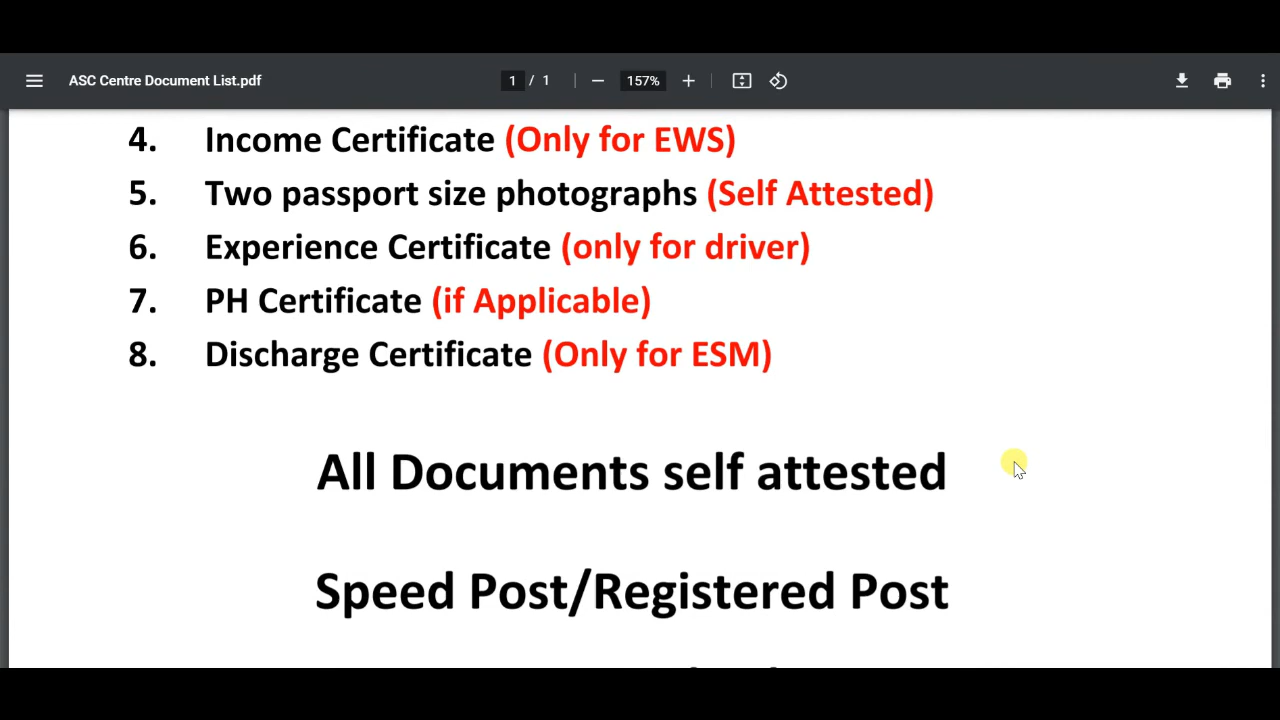 ASC Centre Document List.pdf
1 / 1
157%
4. Income Certificate (Only for EWS)
5. Two passport size photographs (Self Attested)
6. Experience Certificate (only for driver)
7. PH Certificate (if Applicable)
8. Discharge Certificate (Only for ESM)
All Documents self attested
Speed Post/Registered Post